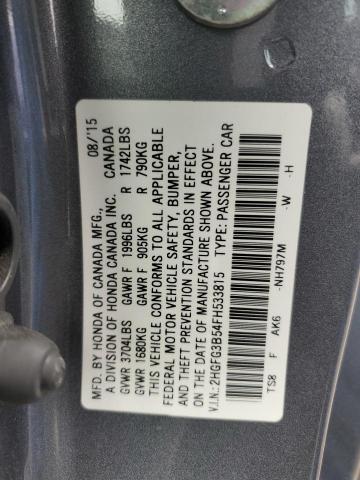 MFD. BY HONDA OF CANADA MFG., 08/'15
A DIVISION OF HONDA CANADA INC. CANADA
GVWR 3704LBS GAWR F 1996LBS R 1742LBS
GVWR 1680KG GAWR F 905KG R 790KG
THIS VEHICLE CONFORMS TO ALL APPLICABLE
FEDERAL MOTOR VEHICLE SAFETY, BUMPER,
AND THEFT PREVENTION STANDARDS IN EFFECT
ON THE DATE OF MANUFACTURE SHOWN ABOVE.
V.I.N.: 2HGFG3B54FH533815 TYPE: PASSENGER CAR
TS8 F AK6 -NH797M -W -H